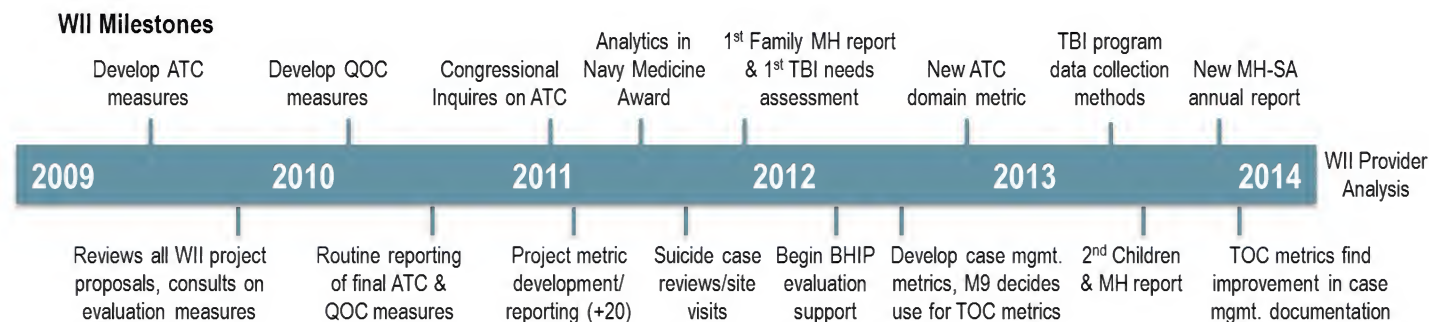 WII Milestones
Develop ATC
measures
Develop QOC
measures
Congressional
Inquires on ATC
Analytics in
Navy Medicine
Award
1st Family MH report
& 1st TBI needs
assessment
New ATC
domain metric
TBI program
data collection
methods
New MH-SA
annual report
2009
2010
2011
2012
2013
2014
WII Provider
Analysis
Reviews all WII project
proposals, consults on
evaluation measures
Routine reporting
of final ATC &
QOC measures
Project metric
development/
reporting (+20)
Suicide case
reviews/site
visits
Begin BHIP
evaluation
support
Develop case mgmt.
metrics, M9 decides
use for TOC metrics
2nd Children
& MH report
TOC metrics find
improvement in case
mgmt. documentation